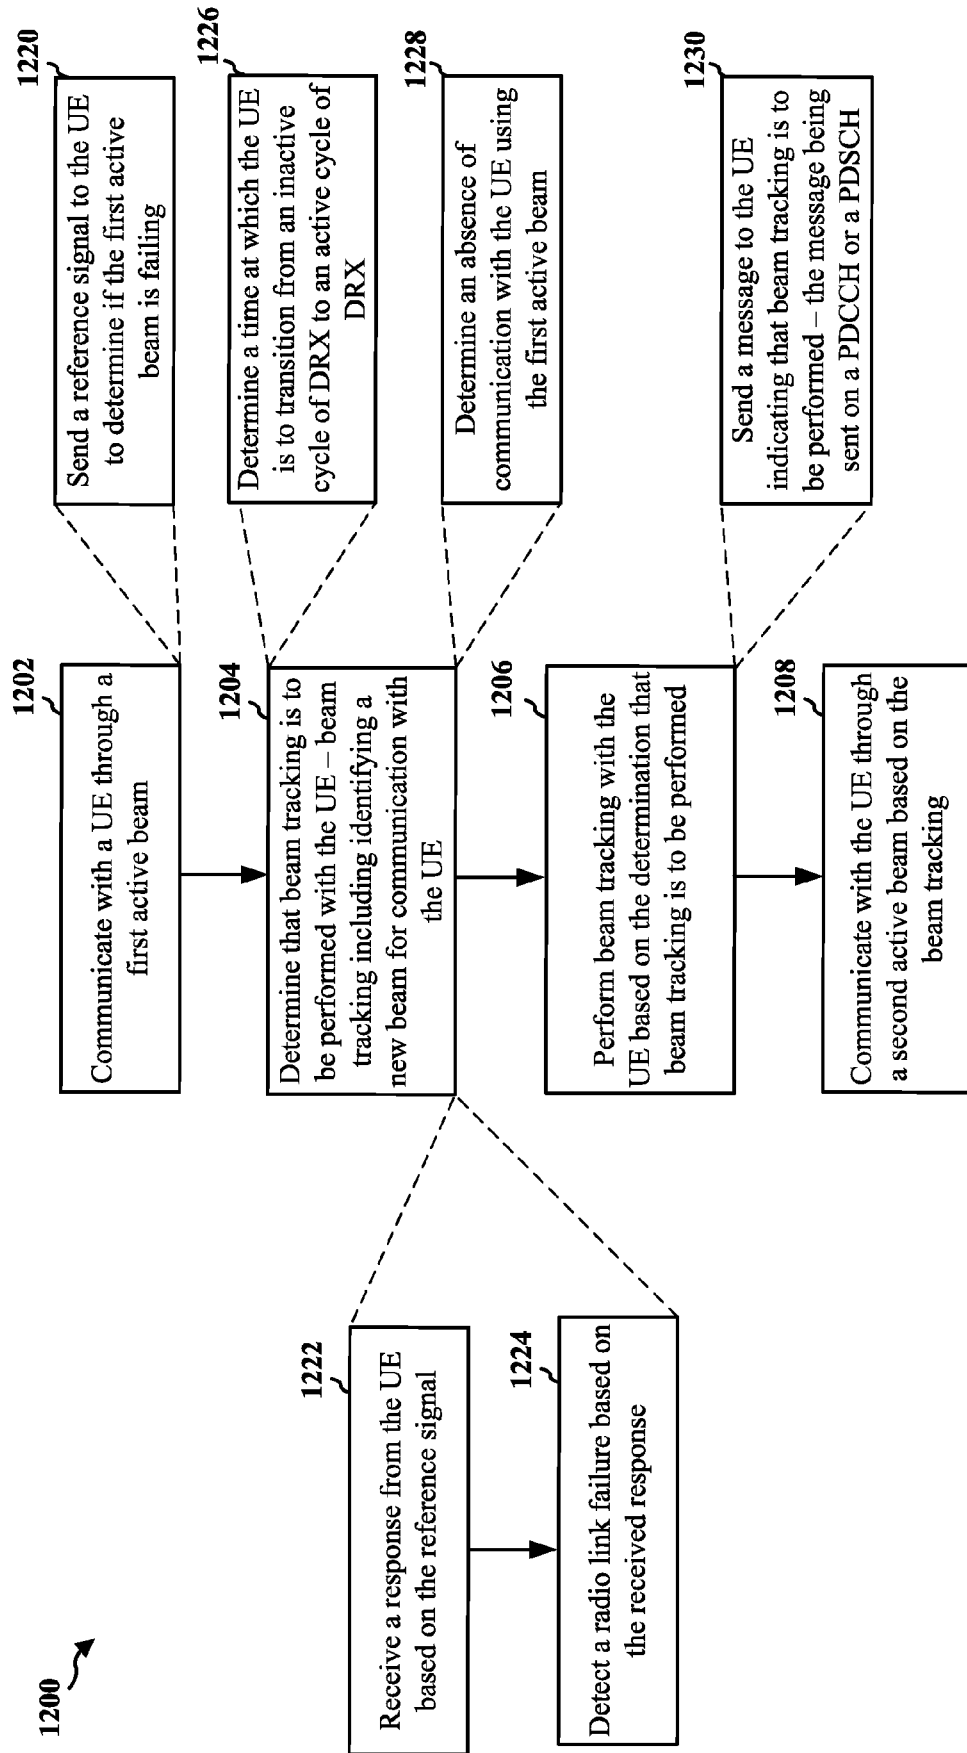 1200
1202
Communicate with a UE through a
first active beam
1220
Send a reference signal to the UE
to determine if the first active
beam is failing
1204
Determine that beam tracking is to
be performed with the UE – beam
tracking including identifying a
new beam for communication with
the UE
1222
Receive a response from the UE
based on the reference signal
1224
Detect a radio link failure based on
the received response
1226
Determine a time at which the UE
is to transition from an inactive
cycle of DRX to an active cycle of
DRX
1228
Determine an absence of
communication with the UE using
the first active beam
1206
Perform beam tracking with the
UE based on the determination that
beam tracking is to be performed
1230
Send a message to the UE
indicating that beam tracking is to
be performed – the message being
sent on a PDCCH or a PDSCH
1208
Communicate with the UE through
a second active beam based on the
beam tracking